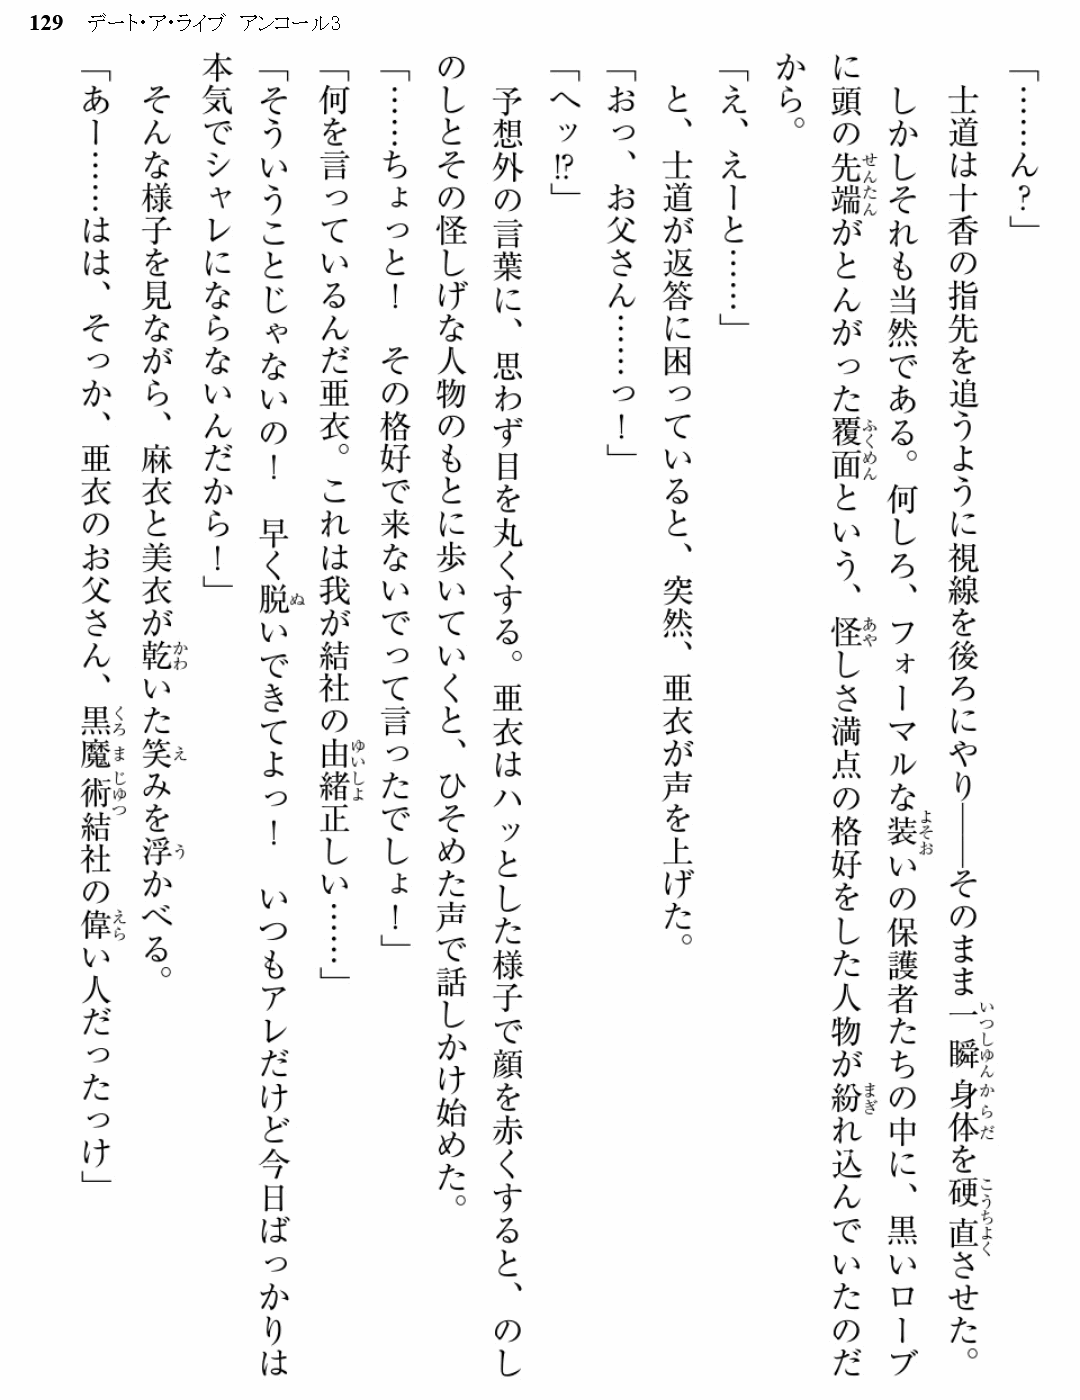 129 デート・ア・ライブ アンコール3
「……ん?」
　士道は十香の指先を追うように視線を後ろにやり――そのまま一瞬身体を硬直させた。
　しかしそれも当然である。何しろ、フォーマルな装いの保護者たちの中に、黒いローブ
に頭の先端がとんがった覆面という、怪しさ満点の格好をした人物が紛れ込んでいたのだ
から。
「え、えーと……」
　と、士道が返答に困っていると、突然、亜衣が声を上げた。
「おっ、お父さん……っ!」
「へッ!?」
　予想外の言葉に、思わず目を丸くする。亜衣はハッとした様子で顔を赤くすると、のし
のしとその怪しげな人物のもとに歩いていくと、ひそめた声で話しかけ始めた。
「……ちょっと!　その格好で来ないでって言ったでしょ!」
「何を言っているんだ亜衣。これは我が結社の由緒正しい……」
「そういうことじゃないの!　早く脱いできてよっ!　いつもアレだけど今日ばっかりは
本気でシャレにならないんだから!」
　そんな様子を見ながら、麻衣と美衣が乾いた笑みを浮かべる。
「あー……はは、そっか、亜衣のお父さん、黒魔術結社の偉い人だったっけ」